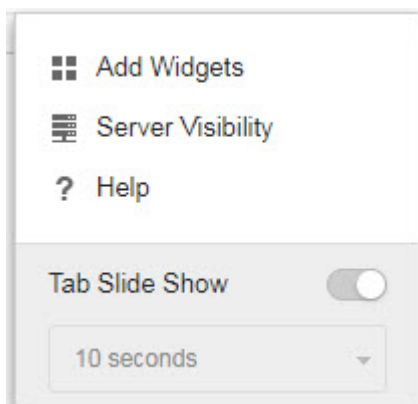 Add Widgets
Server Visibility
? Help
Tab Slide Show
10 seconds